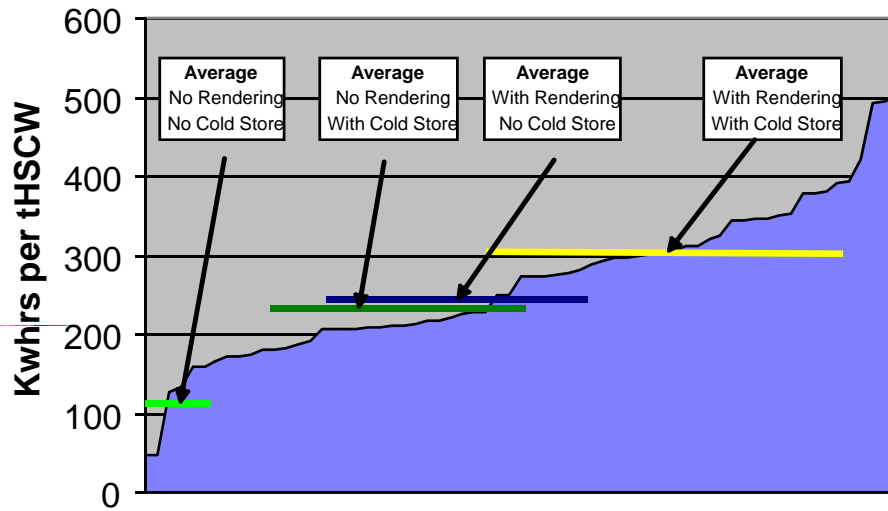 600
500
400
300
200
100
0
Kwhrs per tHSCW
Average
No Rendering
No Cold Store
Average
No Rendering
With Cold Store
Average
With Rendering
No Cold Store
Average
With Rendering
With Cold Store